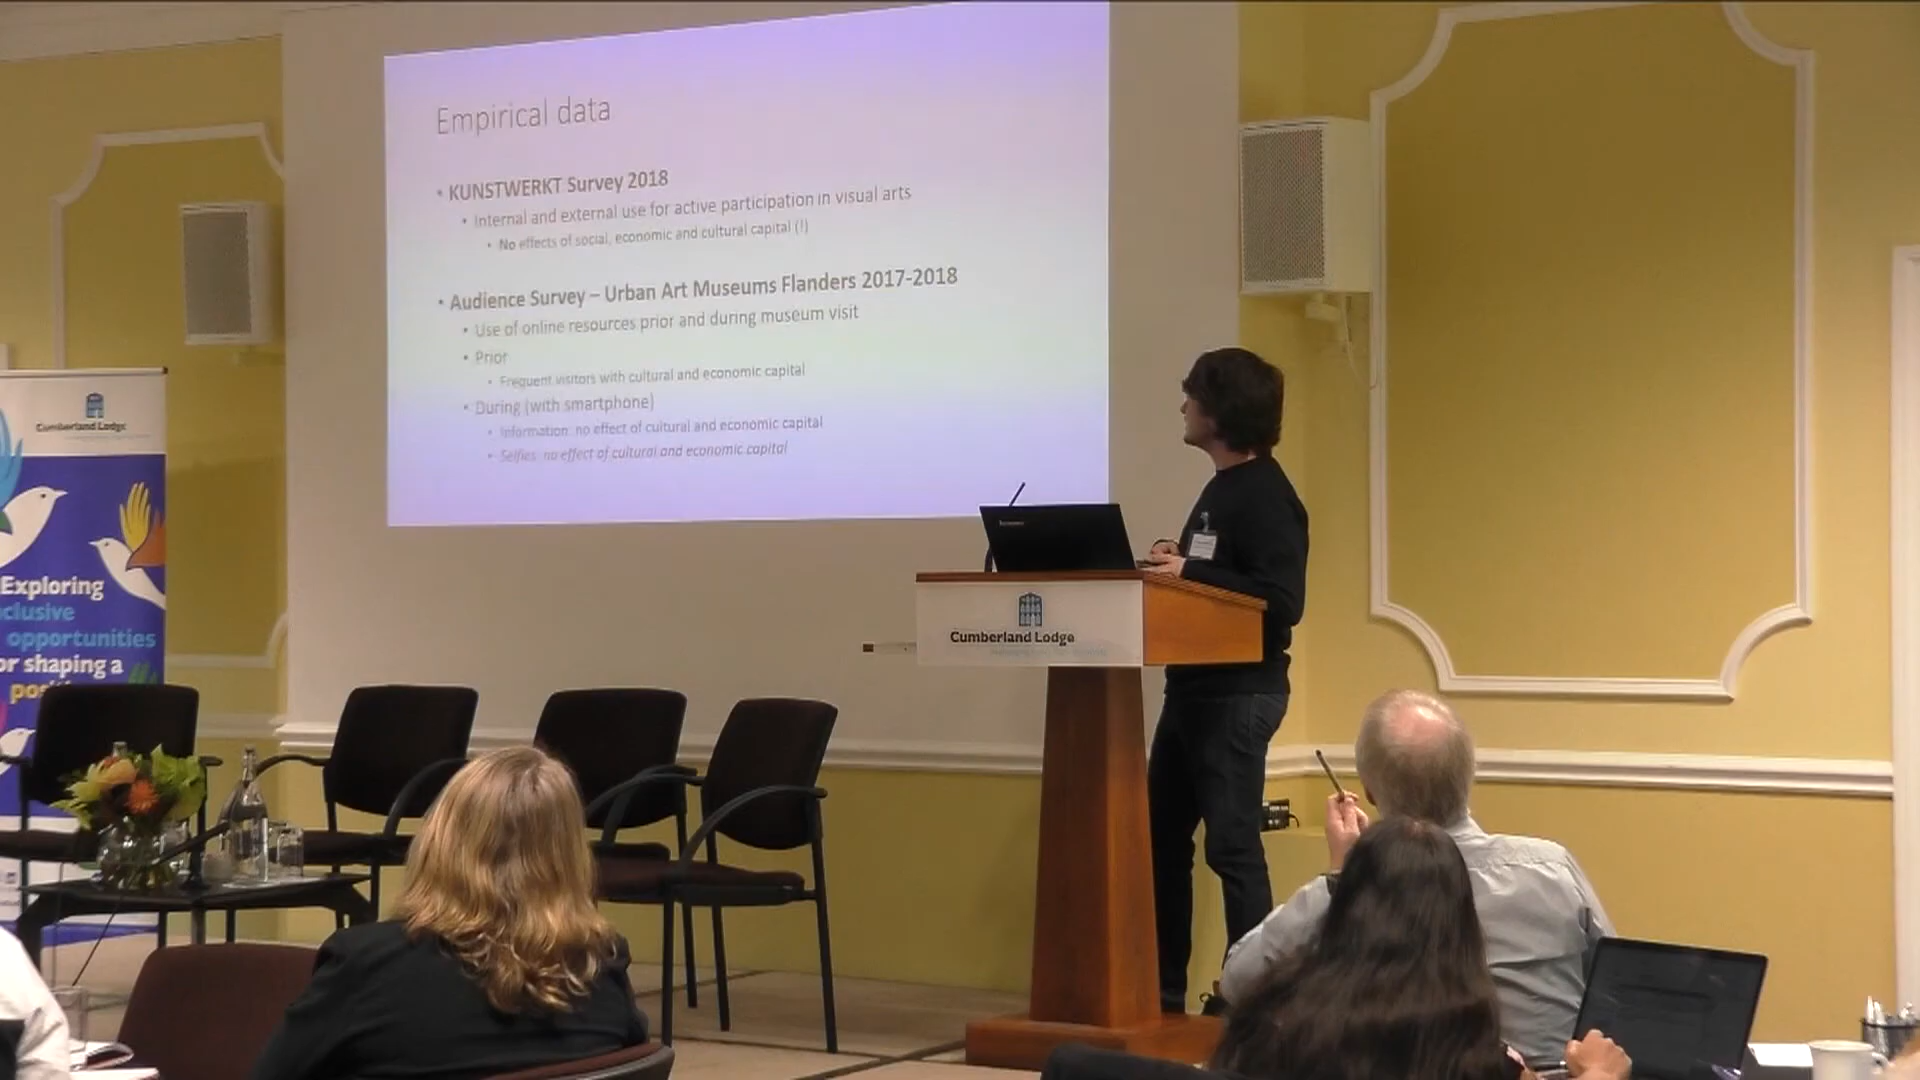 Empirical data
• KUNSTWERKT Survey 2018
• Internal and external use for active participation in visual arts
• No effects of social, economic and cultural capital (!)
• Audience Survey – Urban Art Museums Flanders 2017-2018
• Use of online resources prior and during museum visit
• Prior
• Frequent visitors with cultural and economic capital
• During (with smartphone)
• Information: no effect of cultural and economic capital
• Selfies: no effect of cultural and economic capital
Cumberland Lodge
Exploring
clusive
opportunities
or shaping a
Cumberland Lodge